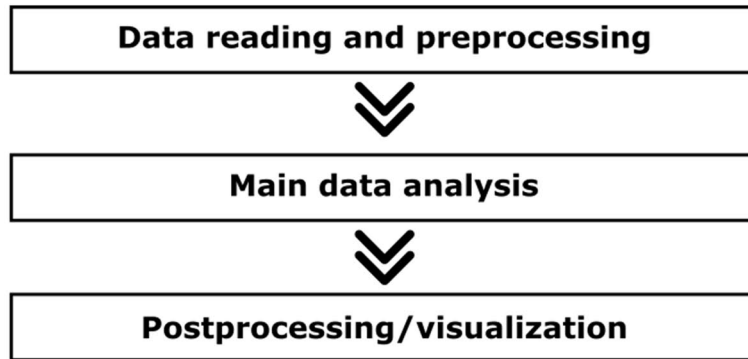 Data reading and preprocessing
Main data analysis
Postprocessing/visualization